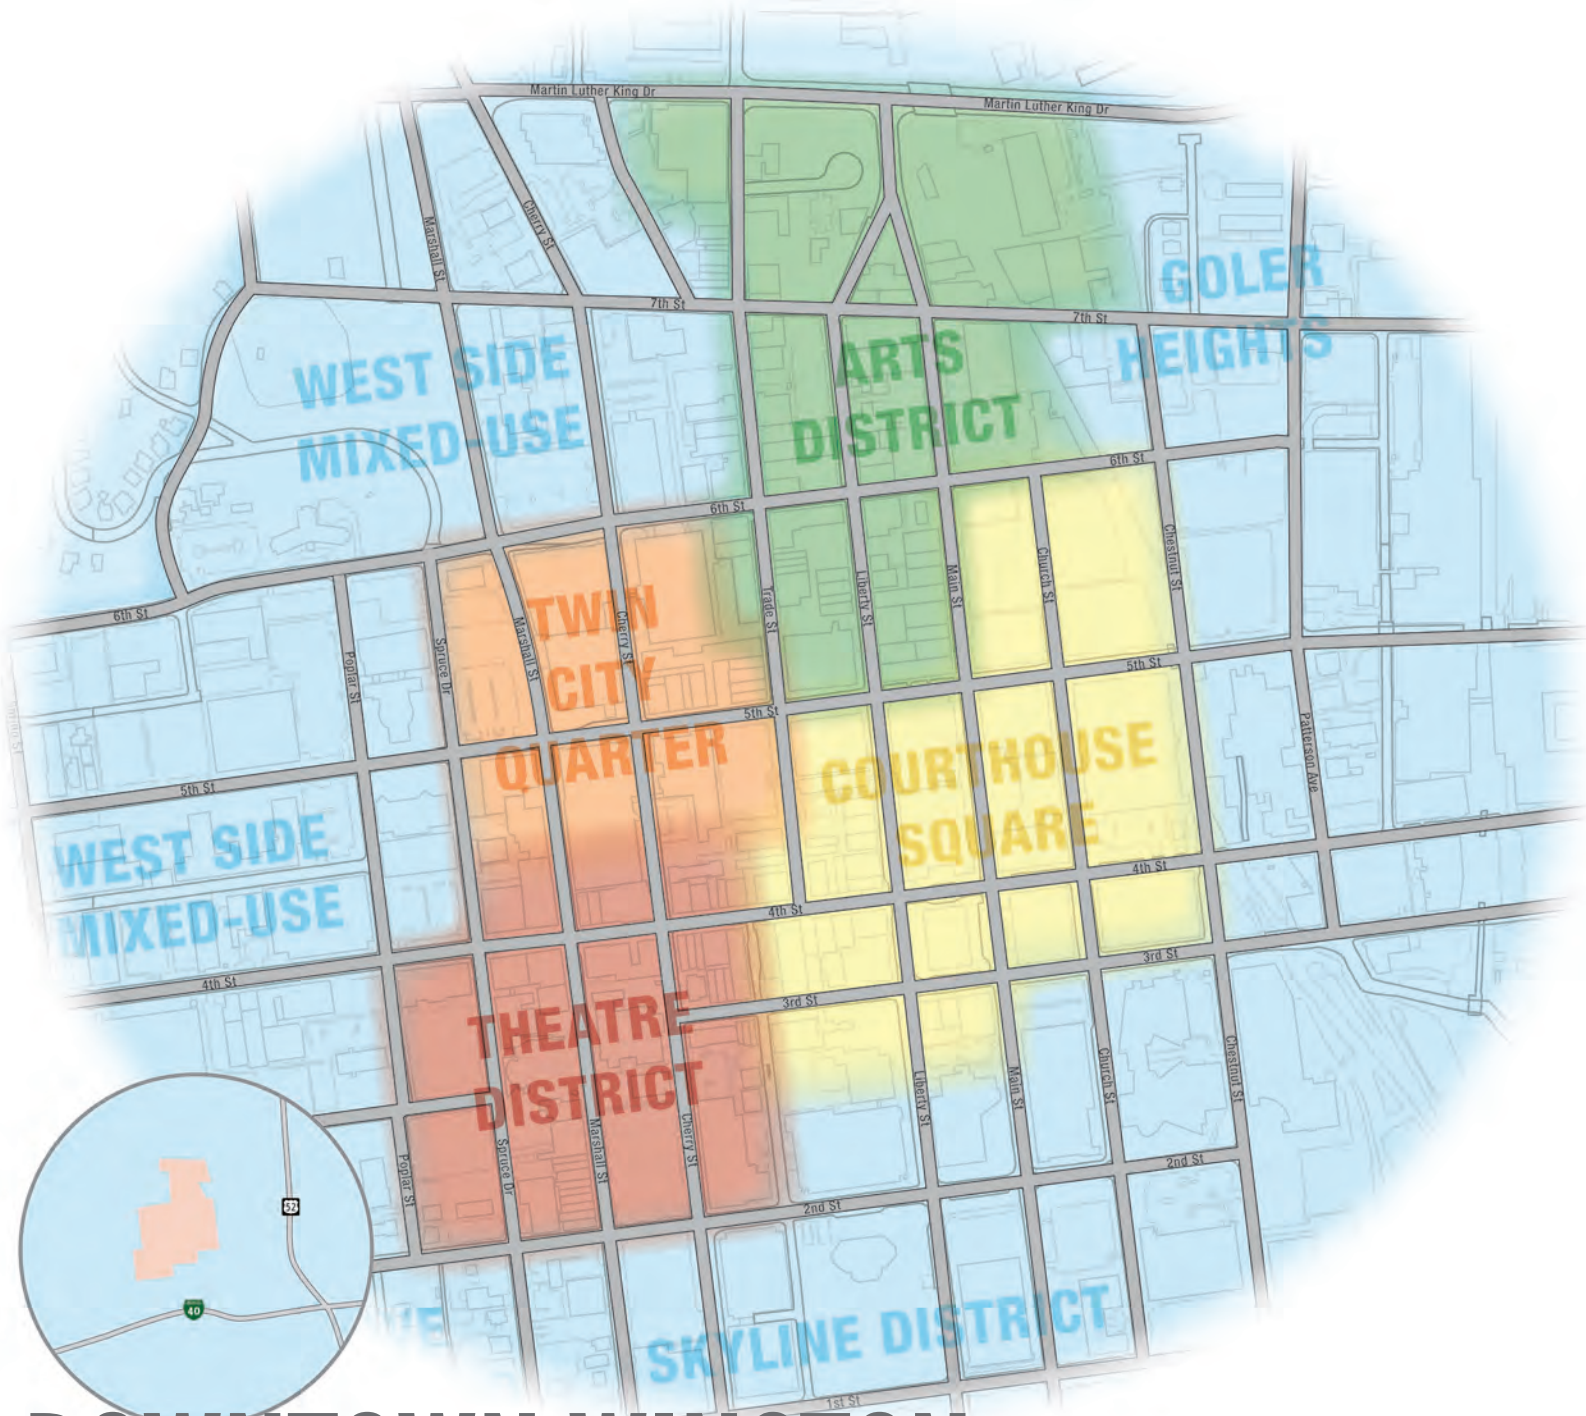 Martin Luther King Dr
Martin Luther King Dr
Marshall St
Cherry St
GOLER
HEIGHTS
7th St
7th St
WEST SIDE
MIXED-USE
ARTS
DISTRICT
6th St
6th St
6th St
TWIN
CITY
QUARTER
Poplar St
Spruce Dr
Marshall St
Cherry St
Trade St
Liberty St
Main St
Church St
Chestnut St
5th St
5th St
5th St
Patterson Ave
COURTHOUSE
SQUARE
WEST SIDE
MIXED-USE
4th St
4th St
4th St
3rd St
3rd St
THEATRE
DISTRICT
Poplar St
Spruce Dr
Marshall St
Cherry St
Liberty St
Main St
Church St
Chestnut St
2nd St
2nd St
52
40
SKYLINE DISTRICT
1st St
DOWNTOWN WINSTON